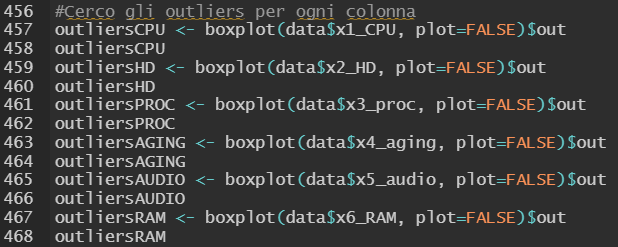 456 #Cerco gli outliers per ogni colonna
457 outliersCPU <- boxplot(data$x1_CPU, plot=FALSE)$out
458 outliersCPU
459 outliersHD <- boxplot(data$x2_HD, plot=FALSE)$out
460 outliersHD
461 outliersPROC <- boxplot(data$x3_proc, plot=FALSE)$out
462 outliersPROC
463 outliersAGING <- boxplot(data$x4_aging, plot=FALSE)$out
464 outliersAGING
465 outliersAUDIO <- boxplot(data$x5_audio, plot=FALSE)$out
466 outliersAUDIO
467 outliersRAM <- boxplot(data$x6_RAM, plot=FALSE)$out
468 outliersRAM